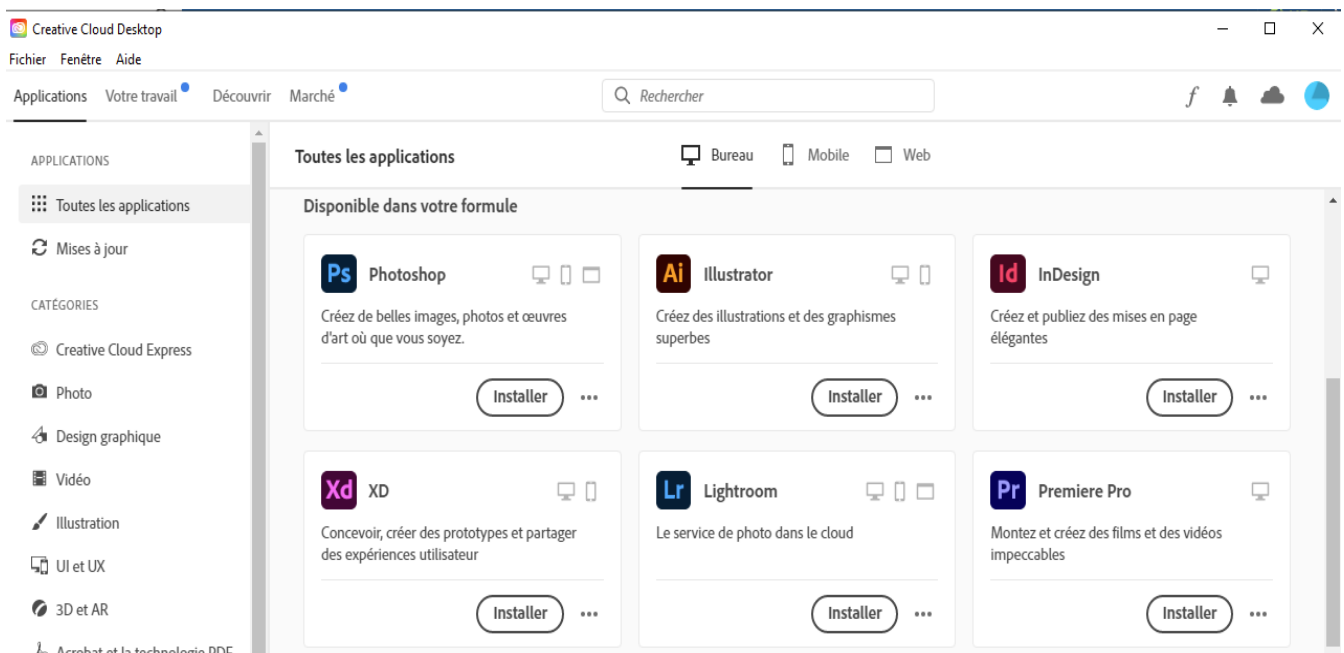 Creative Cloud Desktop
Fichier Fenêtre Aide
Applications Votre travail Découvrir Marché Rechercher
APPLICATIONS
Toutes les applications
Mises à jour
CATÉGORIES
Creative Cloud Express
Photo
Design graphique
Vidéo
Illustration
UI et UX
3D et AR
Acrobat et la technologie PDF
Toutes les applications Bureau Mobile Web
Disponible dans votre formule
Ps Photoshop
Créez de belles images, photos et œuvres
d'art où que vous soyez.
Installer
Ai Illustrator
Créez des illustrations et des graphismes
superbes
Installer
Id InDesign
Créez et publiez des mises en page
élégantes
Installer
Xd XD
Concevoir, créer des prototypes et partager
des expériences utilisateur
Installer
Lr Lightroom
Le service de photo dans le cloud
Installer
Pr Premiere Pro
Montez et créez des films et des vidéos
impeccables
Installer